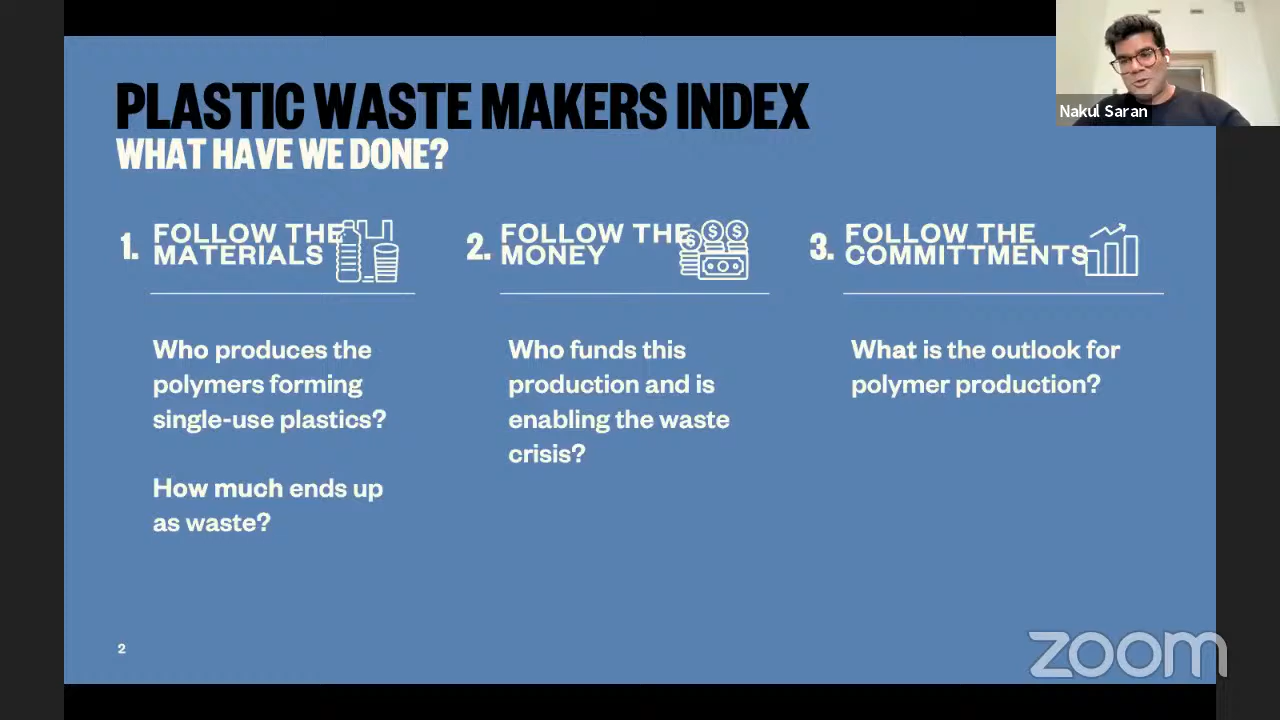 PLASTIC WASTE MAKERS INDEX
WHAT HAVE WE DONE?
1. FOLLOW THE
MATERIALS
Who produces the
polymers forming
single-use plastics?
How much ends up
as waste?
2. FOLLOW THE
MONEY
Who funds this
production and is
enabling the waste
crisis?
3. FOLLOW THE
COMMITTMENTS
What is the outlook for
polymer production?
2
Nakul Saran
zoom